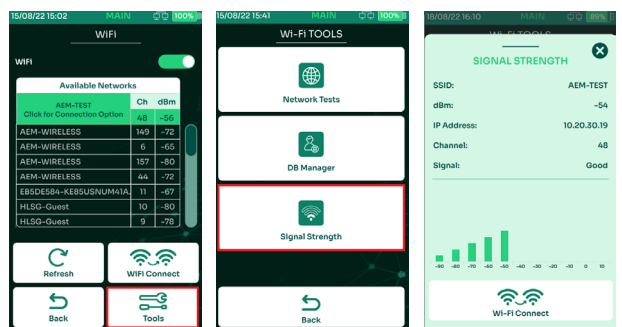 15/08/22 15:02 MAIN 100%
WiFi
WiFi
Available Networks
AEM-TEST Ch dBm
Click for Connection Option 48 -56
AEM-WIRELESS 149 -72
AEM-WIRELESS 6 -65
AEM-WIRELESS 157 -80
AEM-WIRELESS 44 -72
EB5DE584-KE85USNUM41A. 11 -67
HLSG-Guest 10 -80
HLSG-Guest 9 -78
Refresh
WiFi Connect
Back
Tools
15/08/22 15:41 MAIN 100%
Wi-Fi TOOLS
Network Tests
DB Manager
Signal Strength
Back
18/08/22 16:10 MAIN 89%
Wi-Fi TOOLS
SIGNAL STRENGTH
SSID: AEM-TEST
dBm: -54
IP Address: 10.20.30.19
Channel: 48
Signal: Good
-90 -80 -70 -60 -50 -40 -30 -20 -10 0 10
Wi-Fi Connect